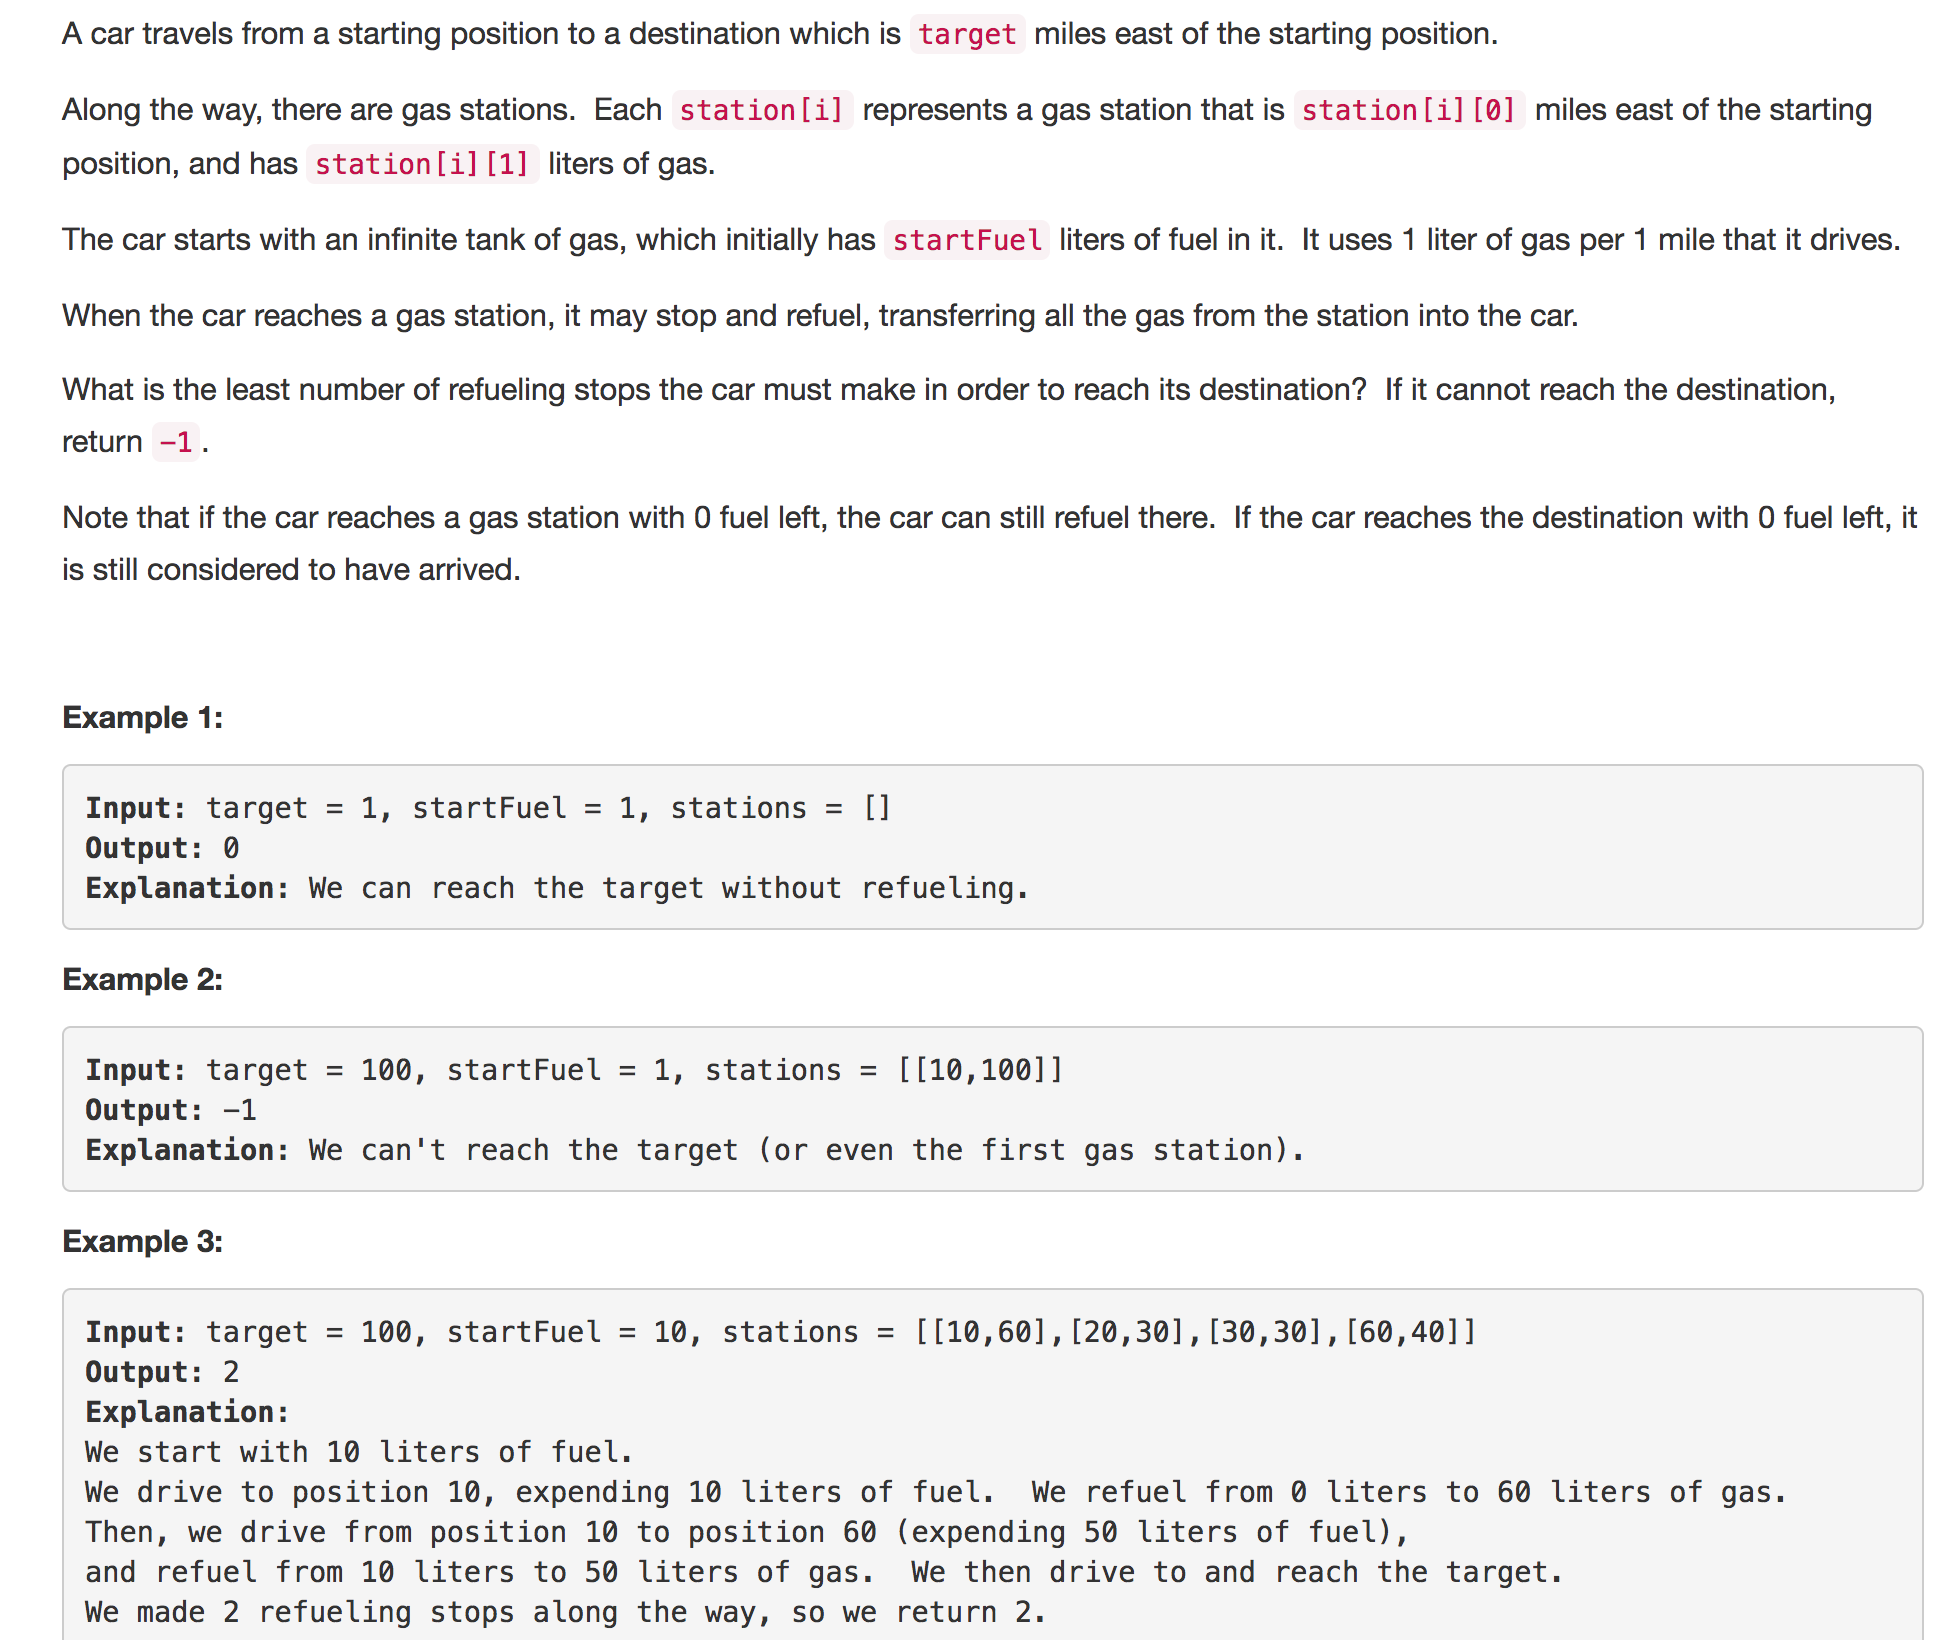 A car travels from a starting position to a destination which is target miles east of the starting position.
Along the way, there are gas stations.  Each station[i] represents a gas station that is station[i][0] miles east of the starting
position, and has station[i][1] liters of gas.
The car starts with an infinite tank of gas, which initially has startFuel liters of fuel in it.  It uses 1 liter of gas per 1 mile that it drives.
When the car reaches a gas station, it may stop and refuel, transferring all the gas from the station into the car.
What is the least number of refueling stops the car must make in order to reach its destination?  If it cannot reach the destination,
return -1.
Note that if the car reaches a gas station with 0 fuel left, the car can still refuel there.  If the car reaches the destination with 0 fuel left, it
is still considered to have arrived.
Example 1:
Input: target = 1, startFuel = 1, stations = []
Output: 0
Explanation: We can reach the target without refueling.
Example 2:
Input: target = 100, startFuel = 1, stations = [[10,100]]
Output: -1
Explanation: We can't reach the target (or even the first gas station).
Example 3:
Input: target = 100, startFuel = 10, stations = [[10,60],[20,30],[30,30],[60,40]]
Output: 2
Explanation:
We start with 10 liters of fuel.
We drive to position 10, expending 10 liters of fuel.  We refuel from 0 liters to 60 liters of gas.
Then, we drive from position 10 to position 60 (expending 50 liters of fuel),
and refuel from 10 liters to 50 liters of gas.  We then drive to and reach the target.
We made 2 refueling stops along the way, so we return 2.